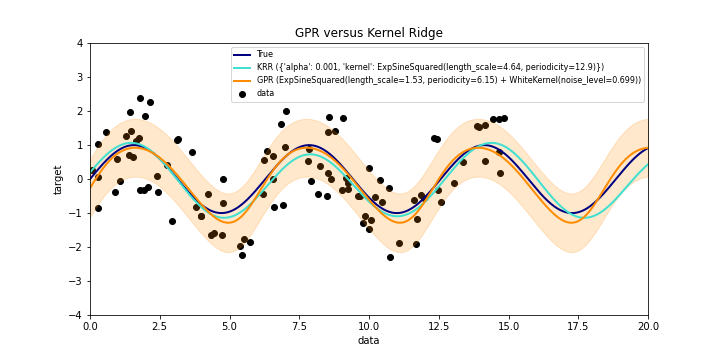 GPR versus Kernel Ridge
True
KRR ({'alpha': 0.001, 'kernel': ExpSineSquared(length_scale=4.64, periodicity=12.9)})
GPR (ExpSineSquared(length_scale=1.53, periodicity=6.15) + WhiteKernel(noise_level=0.699))
data
target
4
3
2
1
0
−1
−2
−3
−4
0.0 2.5 5.0 7.5 10.0 12.5 15.0 17.5 20.0
data